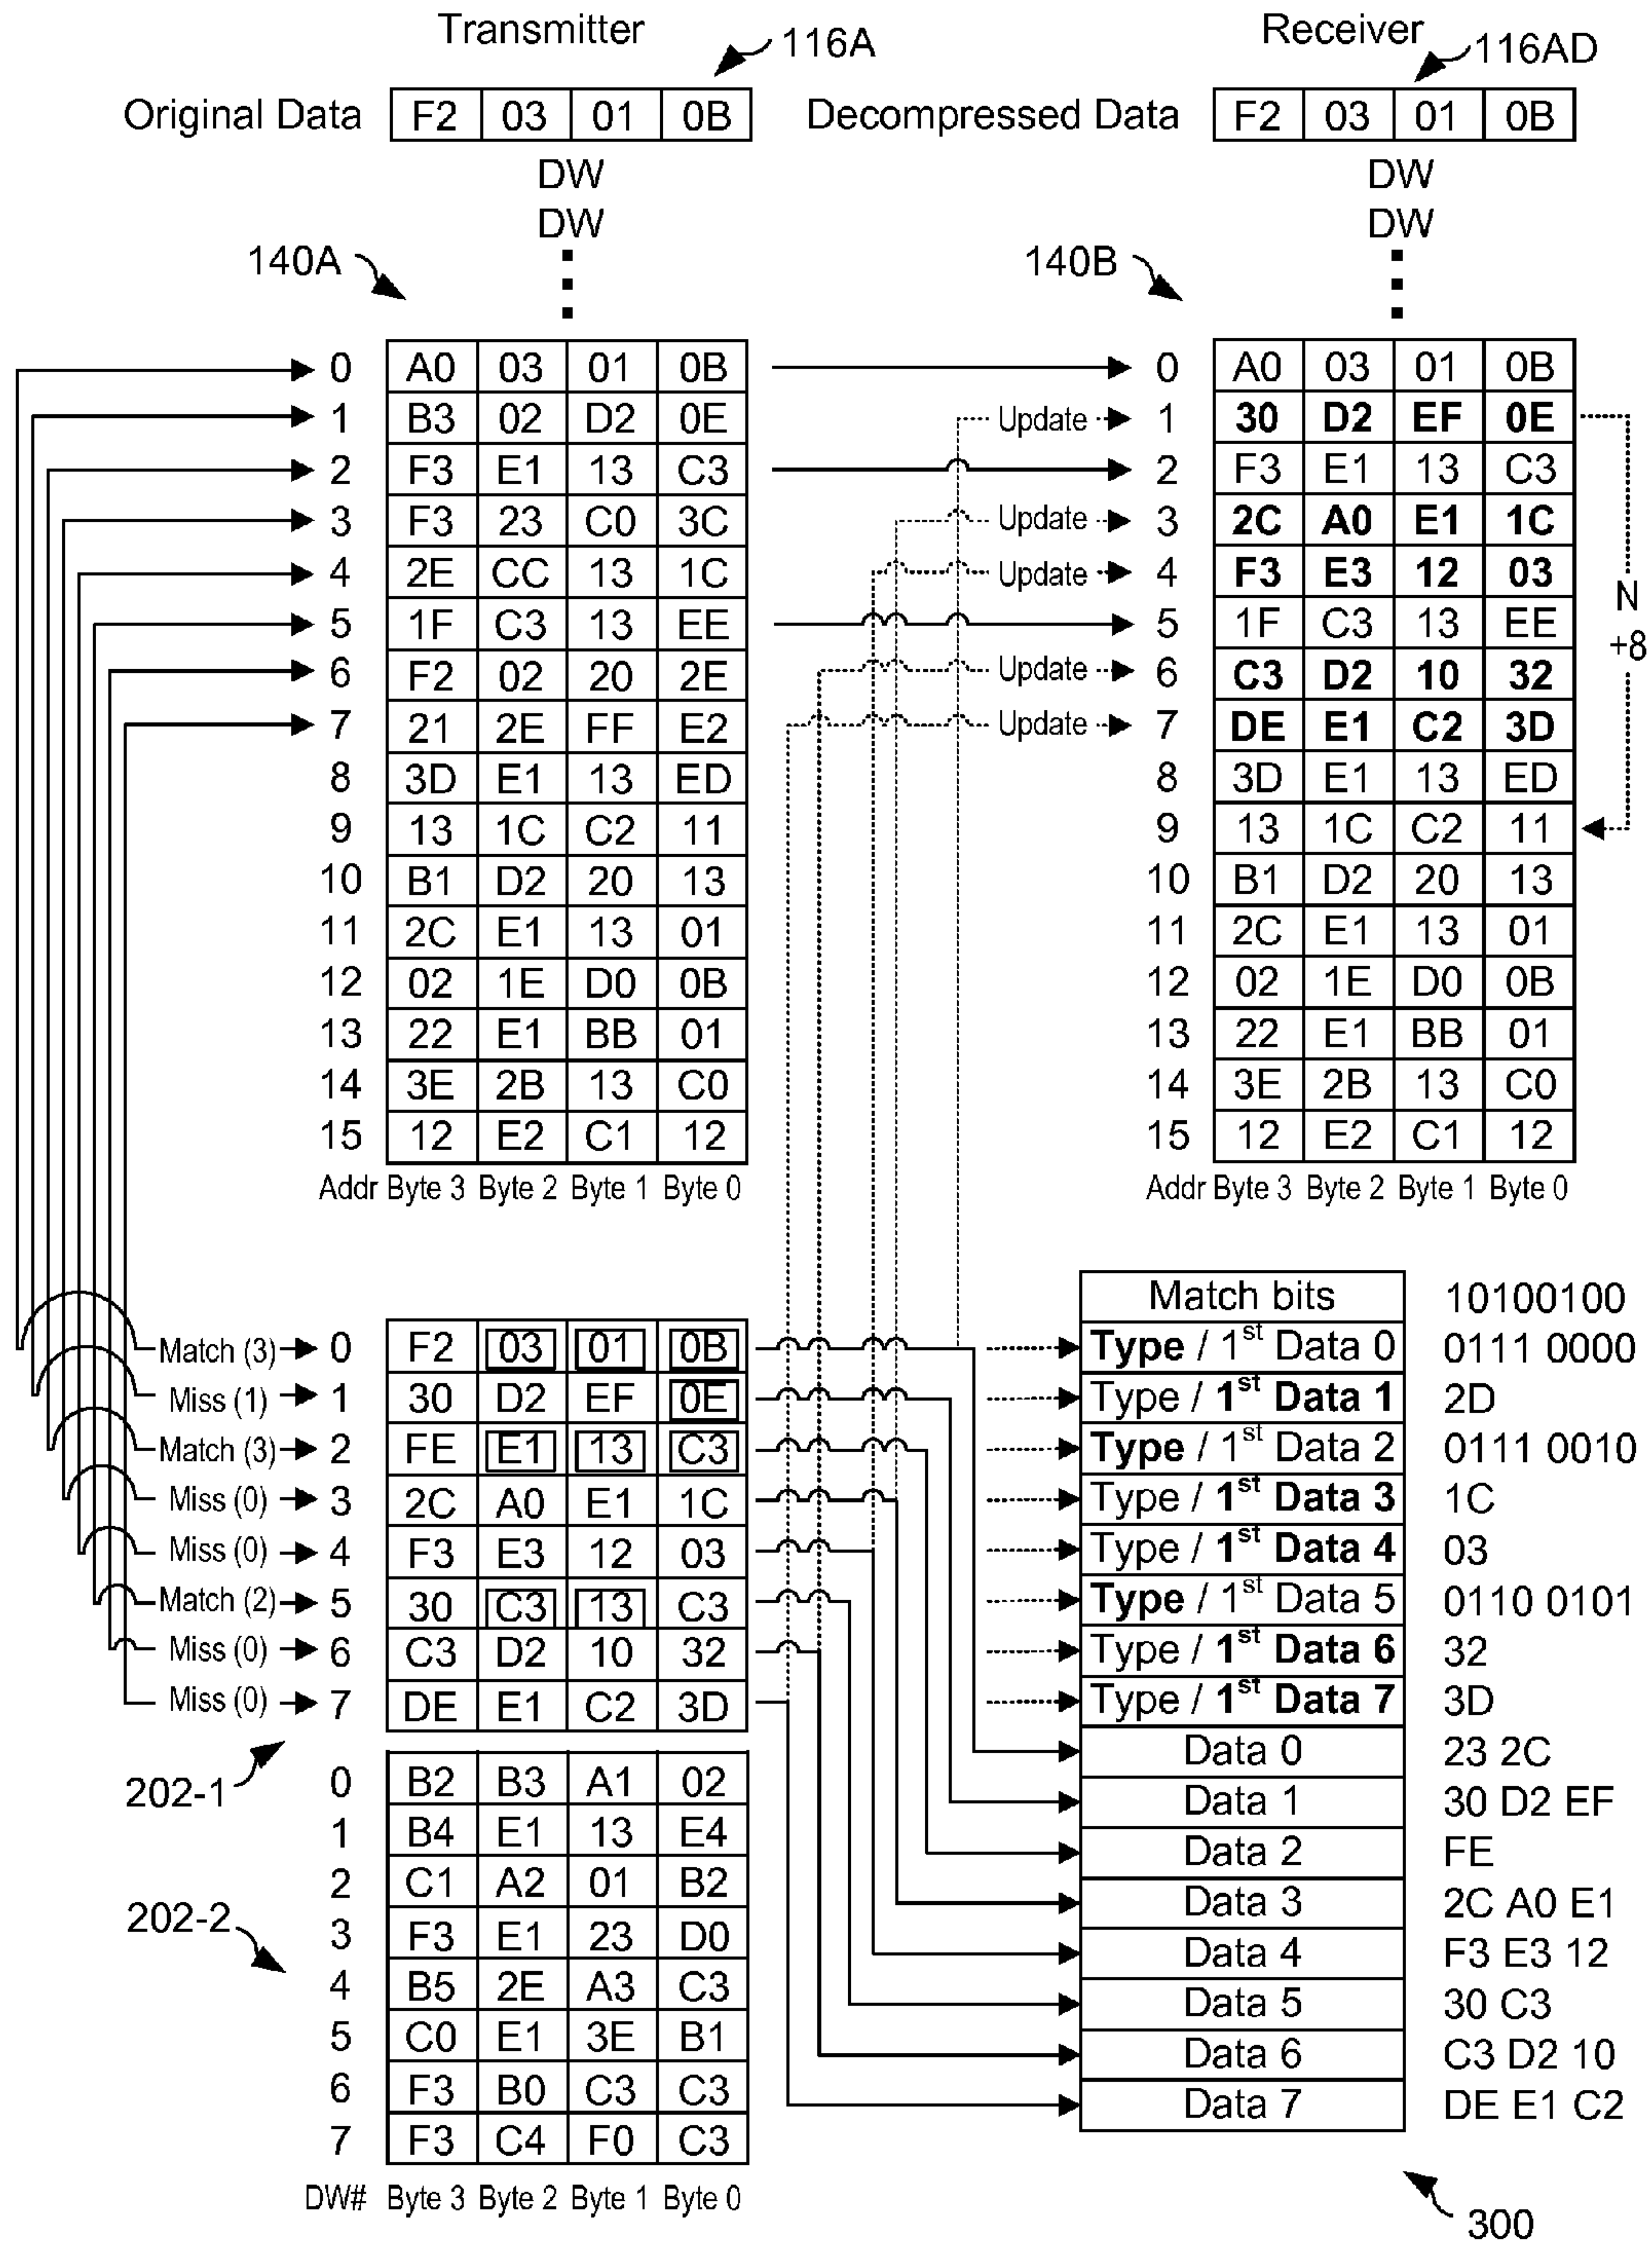 Transmitter Receiver
116A 116AD
Original Data F2 03 01 0B Decompressed Data F2 03 01 0B
DW DW
DW DW
140A 140B
0 A0 03 01 0B 0 A0 03 01 0B
1 B3 02 D2 0E Update 1 30 D2 EF 0E
2 F3 E1 13 C3 2 F3 E1 13 C3
3 F3 23 C0 3C Update 3 2C A0 E1 1C
4 2E CC 13 1C Update 4 F3 E3 12 03 N
5 1F C3 13 EE 5 1F C3 13 EE +8
6 F2 02 20 2E Update 6 C3 D2 10 32
7 21 2E FF E2 Update 7 DE E1 C2 3D
8 3D E1 13 ED 8 3D E1 13 ED
9 13 1C C2 11 9 13 1C C2 11
10 B1 D2 20 13 10 B1 D2 20 13
11 2C E1 13 01 11 2C E1 13 01
12 02 1E D0 0B 12 02 1E D0 0B
13 22 E1 BB 01 13 22 E1 BB 01
14 3E 2B 13 C0 14 3E 2B 13 C0
15 12 E2 C1 12 15 12 E2 C1 12
Addr Byte 3 Byte 2 Byte 1 Byte 0 Addr Byte 3 Byte 2 Byte 1 Byte 0
Match bits 10100100
Match (3) 0 F2 03 01 0B Type / 1st Data 0 0111 0000
Miss (1) 1 30 D2 EF 0E Type / 1st Data 1 2D
Match (3) 2 FE E1 13 C3 Type / 1st Data 2 0111 0010
Miss (0) 3 2C A0 E1 1C Type / 1st Data 3 1C
Miss (0) 4 F3 E3 12 03 Type / 1st Data 4 03
Match (2) 5 30 C3 13 C3 Type / 1st Data 5 0110 0101
Miss (0) 6 C3 D2 10 32 Type / 1st Data 6 32
Miss (0) 7 DE E1 C2 3D Type / 1st Data 7 3D
202-1
0 B2 B3 A1 02 Data 0 23 2C
1 B4 E1 13 E4 Data 1 30 D2 EF
2 C1 A2 01 B2 Data 2 FE
202-2
3 F3 E1 23 D0 Data 3 2C A0 E1
4 B5 2E A3 C3 Data 4 F3 E3 12
5 C0 E1 3E B1 Data 5 30 C3
6 F3 B0 C3 C3 Data 6 C3 D2 10
7 F3 C4 F0 C3 Data 7 DE E1 C2
DW# Byte 3 Byte 2 Byte 1 Byte 0
300